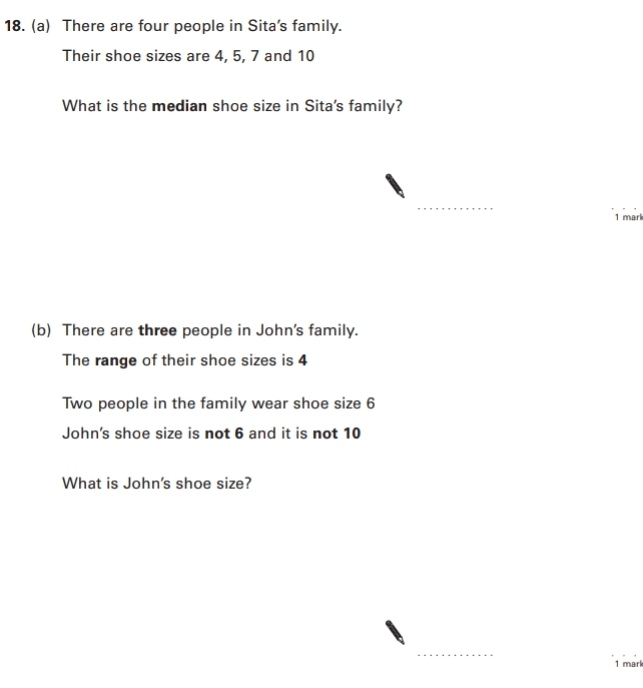 18. (a) There are four people in Sita's family.
Their shoe sizes are 4, 5, 7 and 10
What is the median shoe size in Sita's family?
.............
1 mark
(b) There are three people in John's family.
The range of their shoe sizes is 4
Two people in the family wear shoe size 6
John's shoe size is not 6 and it is not 10
What is John's shoe size?
.............
1 mark